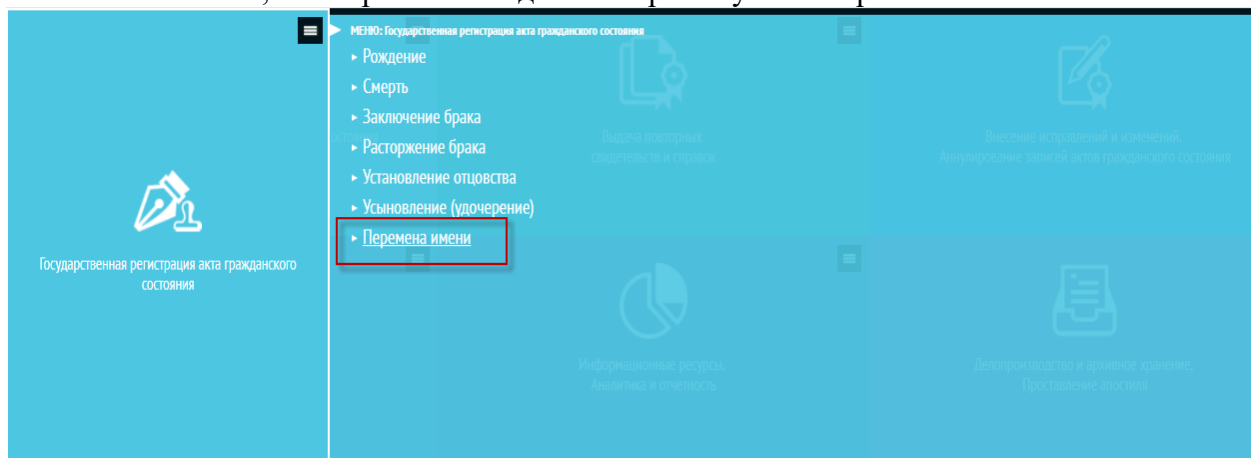 МЕНЮ: Государственная регистрация акта гражданского состояния
Рождение
Смерть
Заключение брака
Расторжение брака
Установление отцовства
Усыновление (удочерение)
Перемена имени
Государственная регистрация акта гражданского
состояния
Выдача повторных
свидетельств и справок
Внесение исправлений и изменений.
Аннулирование записей актов гражданского состояния
Информационные ресурсы.
Аналитика и отчетность
Делопроизводство и архивное хранение.
Проставление апостиля